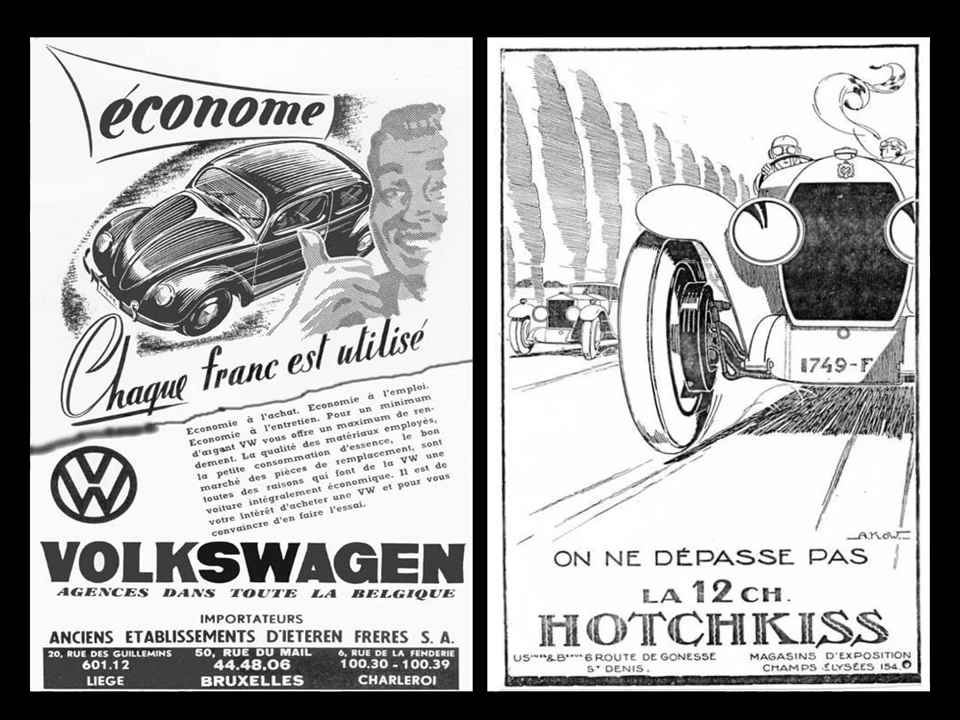 économe
Chaque franc est utilisé
Economie à l'achat. Economie à l'emploi.
Economie à l'entretien. Pour un minimum
d'argent VW vous offre un maximum de ren-
dement. La qualité des matériaux employés,
la petite consommation d'essence, le bon
marché des pièces de remplacement, sont
toutes des raisons qui font de la VW une
voiture intégralement économique. Il est de
votre intérêt d'acheter une VW et pour vous
convaincre d'en faire l'essai.
VW
VOLKSWAGEN
AGENCES DANS TOUTE LA BELGIQUE
IMPORTATEURS
ANCIENS ETABLISSEMENTS D'IETEREN FRERES S. A.
20, RUE DES GUILLEMINS
601.12
LIEGE
50, RUE DU MAIL
44.48.06
BRUXELLES
6, RUE DE LA FENDERIE
100.30 - 100.39
CHARLEROI
1749-F
A.KOW.
ON NE DÉPASSE PAS
LA 12 CH.
HOTCHKISS
6 ROUTE DE GONESSE
ST DENIS.
MAGASINS D'EXPOSITION
CHAMPS ÉLYSÉES 154.